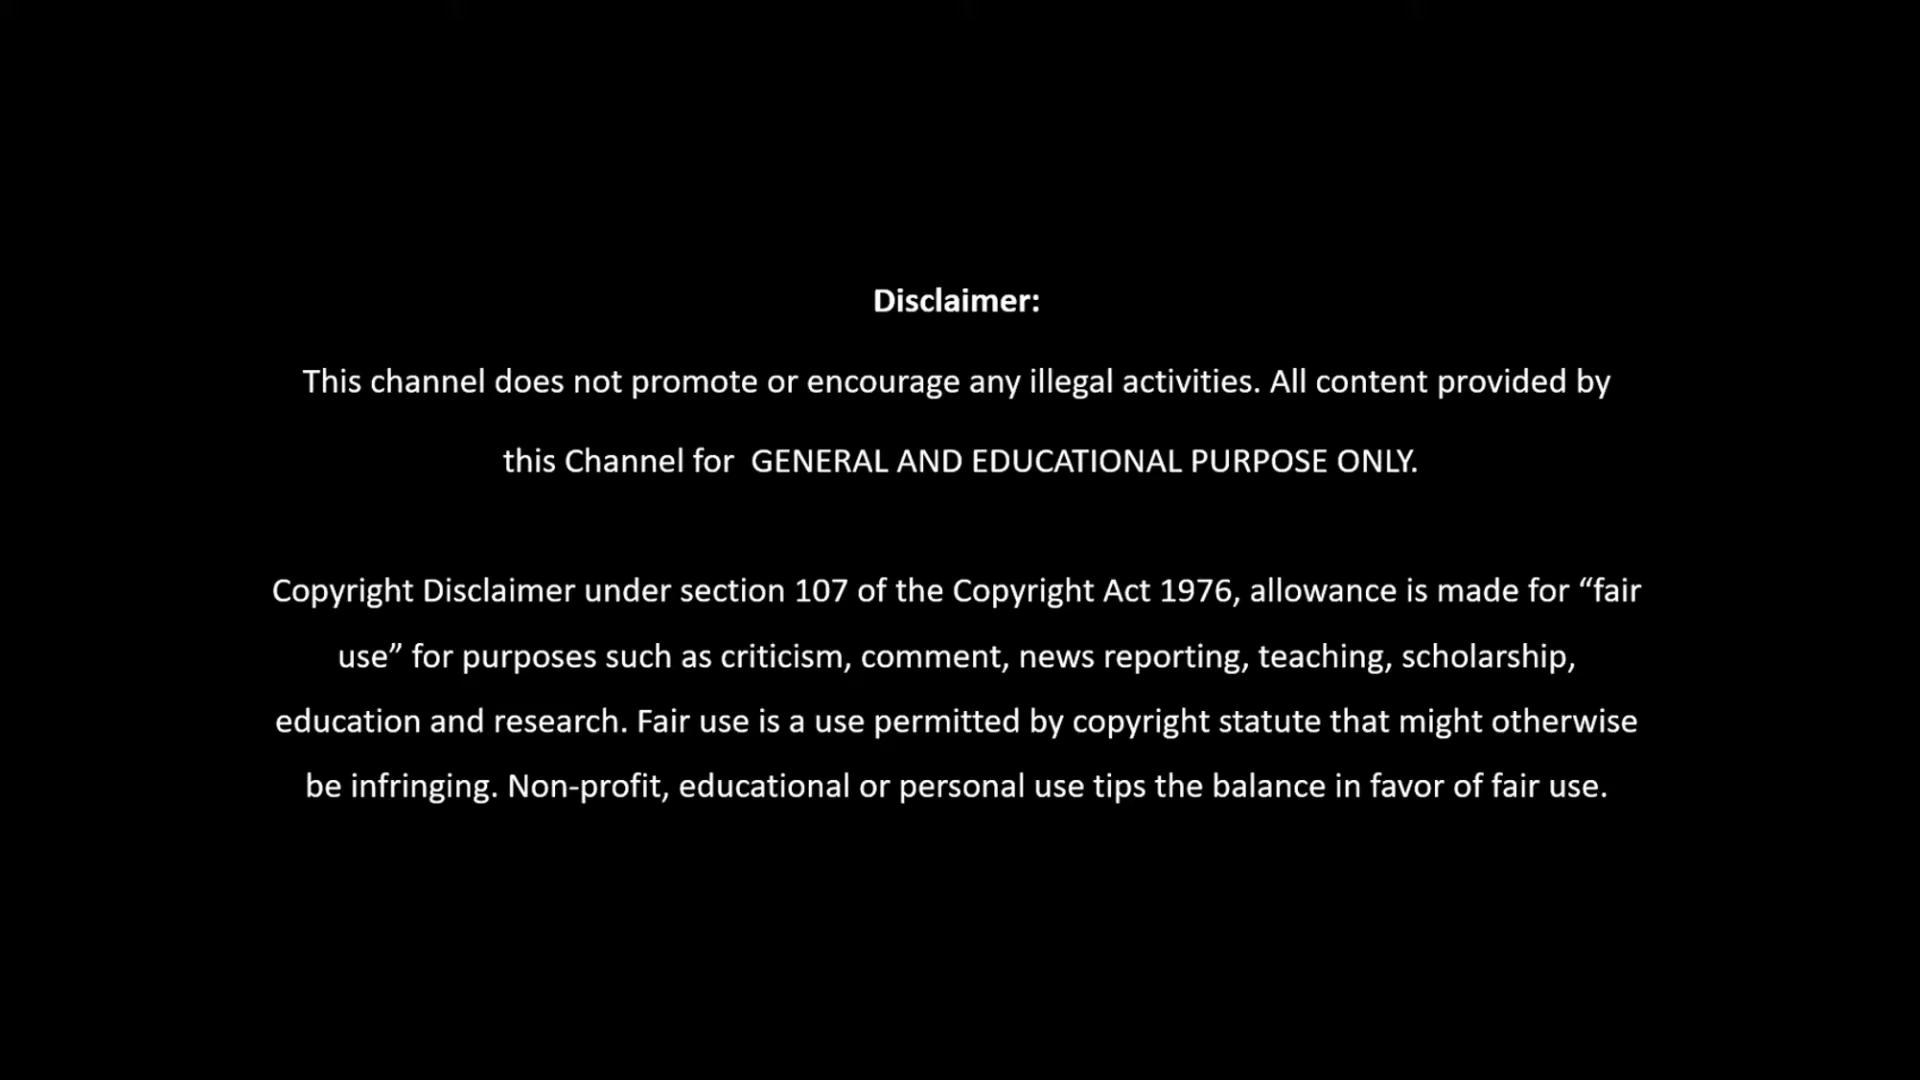 Disclaimer:
This channel does not promote or encourage any illegal activities. All content provided by
this Channel for  GENERAL AND EDUCATIONAL PURPOSE ONLY.
Copyright Disclaimer under section 107 of the Copyright Act 1976, allowance is made for “fair
use” for purposes such as criticism, comment, news reporting, teaching, scholarship,
education and research. Fair use is a use permitted by copyright statute that might otherwise
be infringing. Non-profit, educational or personal use tips the balance in favor of fair use.